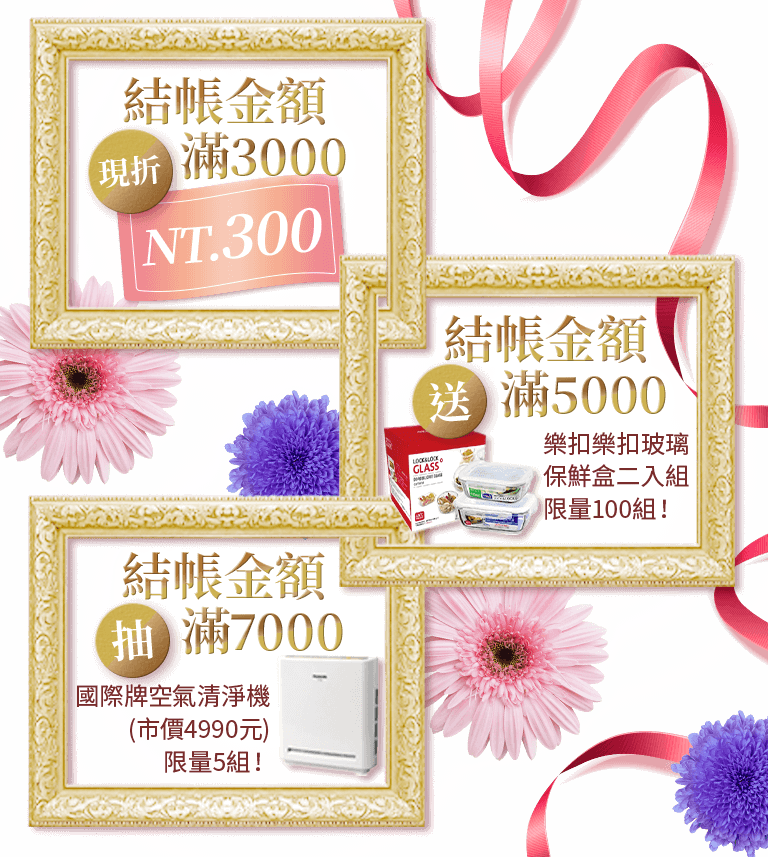 結帳金額
現折
滿3000
NT.300
結帳金額
送
滿5000
LOCK&LOCK
GLASS
樂扣樂扣玻璃
保鮮盒二入組
限量100組!
結帳金額
抽
滿7000
國際牌空氣清淨機
(市價4990元)
限量5組!